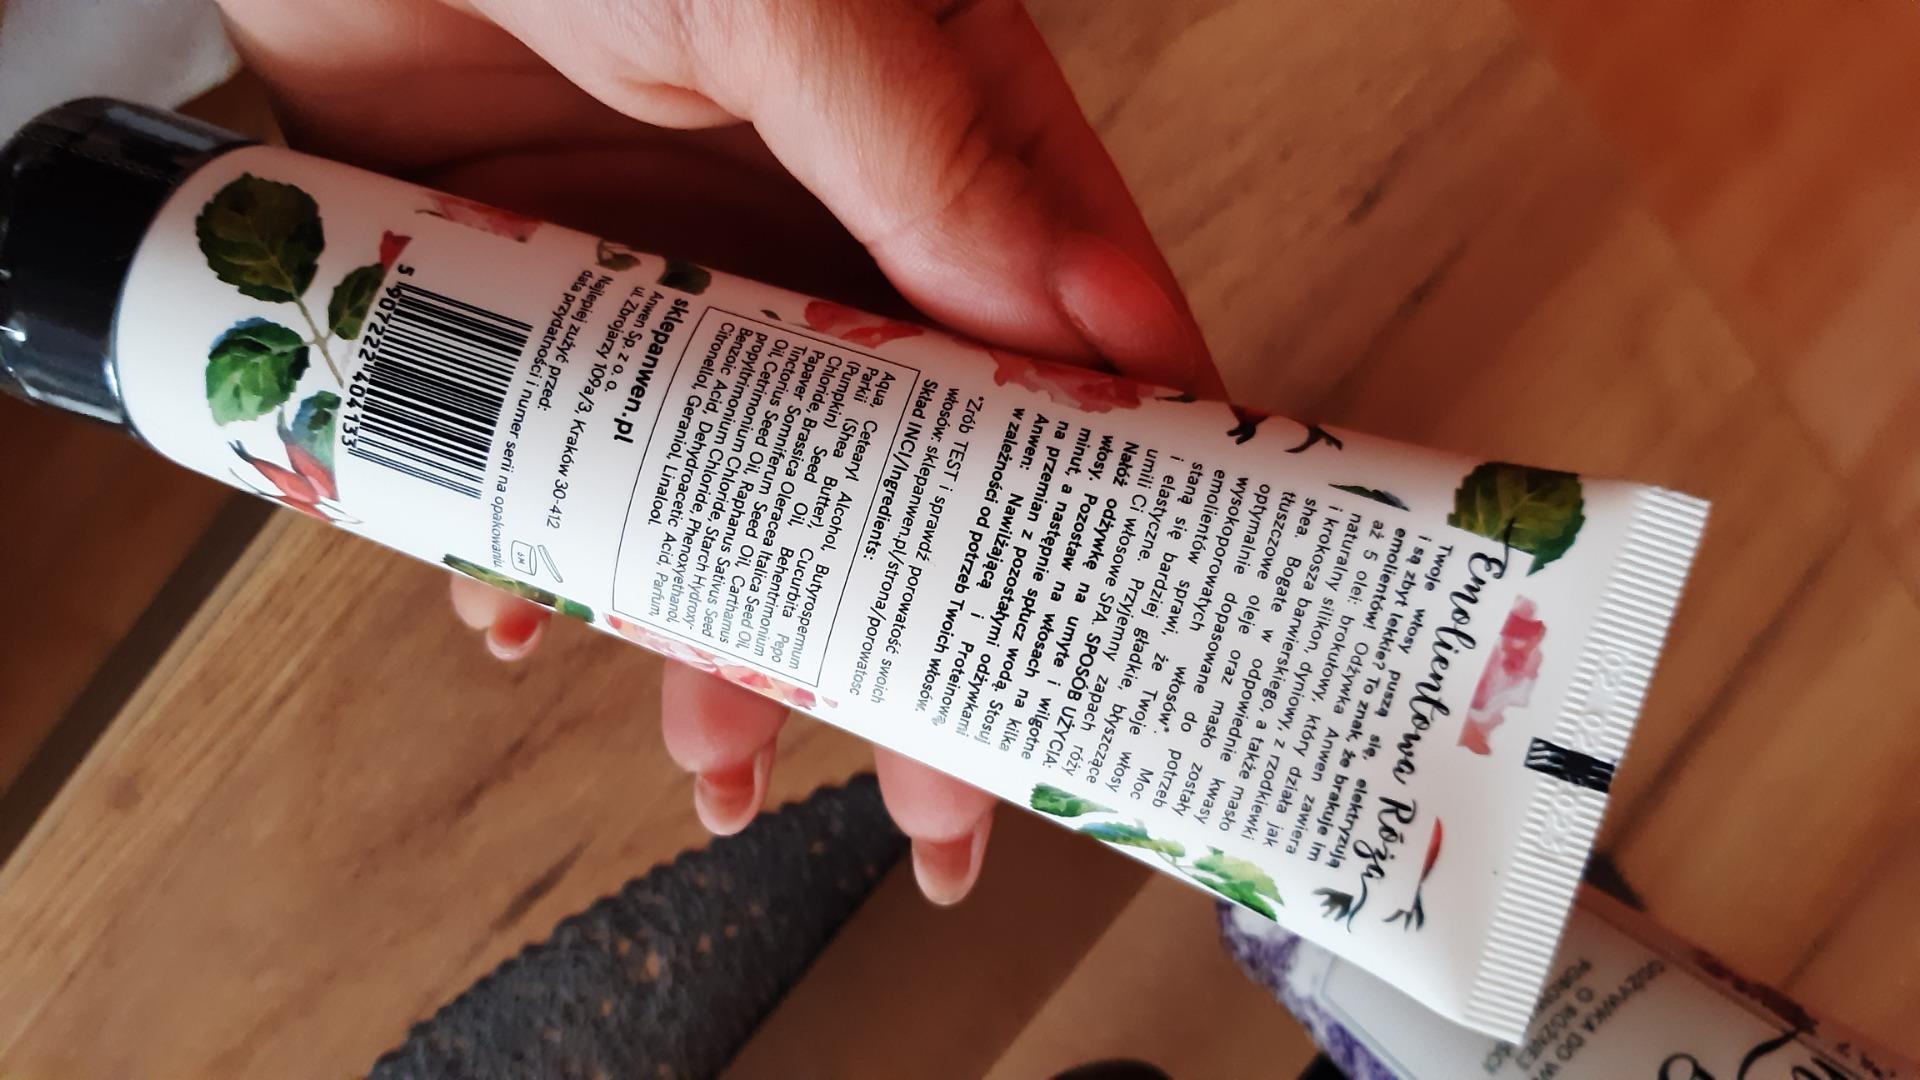 Emolientowa Róża
Twoje włosy puszą się, elektryzują
i są zbyt lekkie? To znak, że brakuje im
emolientów! Odżywka Anwen zawiera
aż 5 olei: brokułowy, który działa jak
naturalny silikon, dyniowy, z rzodkiewki
i krokosza barwierskiego, a także masło
shea. Bogate w odpowiednie kwasy
tłuszczowe oleje oraz masło zostały
optymalnie dopasowane do potrzeb
wysokoporowatych włosów.* Moc
emolientów sprawi, że Twoje włosy
staną się bardziej gładkie, błyszczące
i elastyczne. Przyjemny zapach róży
umili Ci włosowe SPA. SPOSÓB UŻYCIA:
Nałóż odżywkę na umyte i wilgotne
włosy. Pozostaw na włosach na kilka
minut, a następnie spłucz wodą. Stosuj
na przemian z pozostałymi odżywkami
Anwen: Nawilżającą i Proteinową,
w zależności od potrzeb Twoich włosów.
*Zrób TEST i sprawdź porowatość swoich
włosów: sklepanwen.pl/strona/porowatosc
Skład INCI/Ingredients:
Aqua, Cetearyl Alcohol, Butyrospermum
Parkii (Shea Butter), Cucurbita Pepo
(Pumpkin) Seed Oil, Behentrimonium
Chloride, Brassica Oleracea Italica Seed Oil,
Papaver Somniferum Seed Oil, Carthamus
Tinctorius Seed Oil, Raphanus Sativus Seed
Oil, Cetrimonium Chloride, Starch Hydroxy-
propyltrimonium Chloride, Phenoxyethanol,
Benzoic Acid, Dehydroacetic Acid, Parfum,
Citronellol, Geraniol, Linalool.
sklepanwen.pl
Anwen Sp. z o.o.
ul. Zbrojarzy 109a/3, Kraków 30-412
Najlepiej zużyć przed:
data przydatności i numer serii na opakowaniu.
6M
5 907222 404133
ODŻYWKA DO W
O RÓŻNEJ